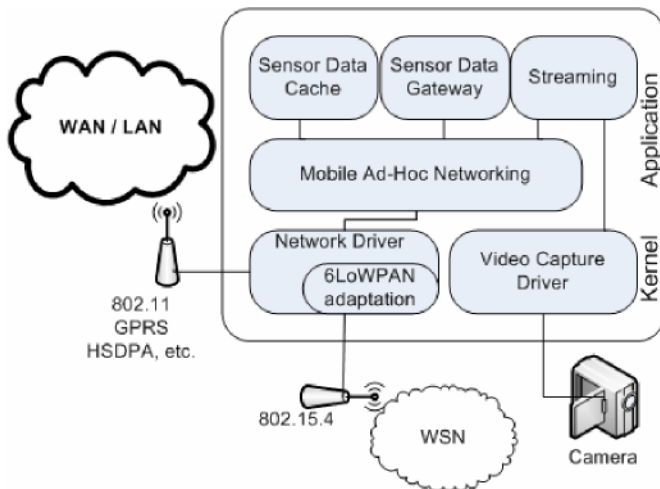 Sensor Data
Cache
Sensor Data
Gateway
Streaming
Application
WAN / LAN
Mobile Ad-Hoc Networking
Network Driver
6LoWPAN
adaptation
Video Capture
Driver
Kernel
802.11
GPRS
HSDPA, etc.
802.15.4
WSN
Camera